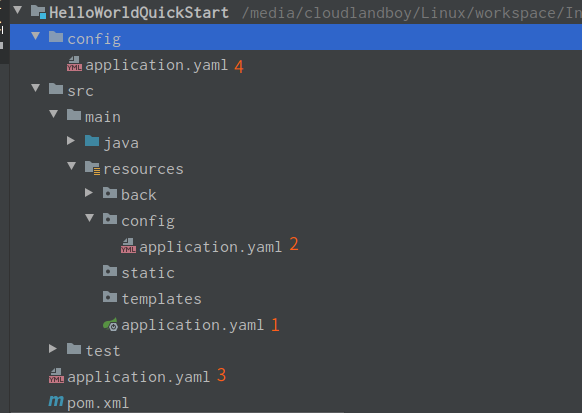 HelloWorldQuickStart /media/cloudlandboy/Linux/workspace/In
config
application.yaml 4
src
main
java
resources
back
config
application.yaml 2
static
templates
application.yaml 1
test
application.yaml 3
pom.xml